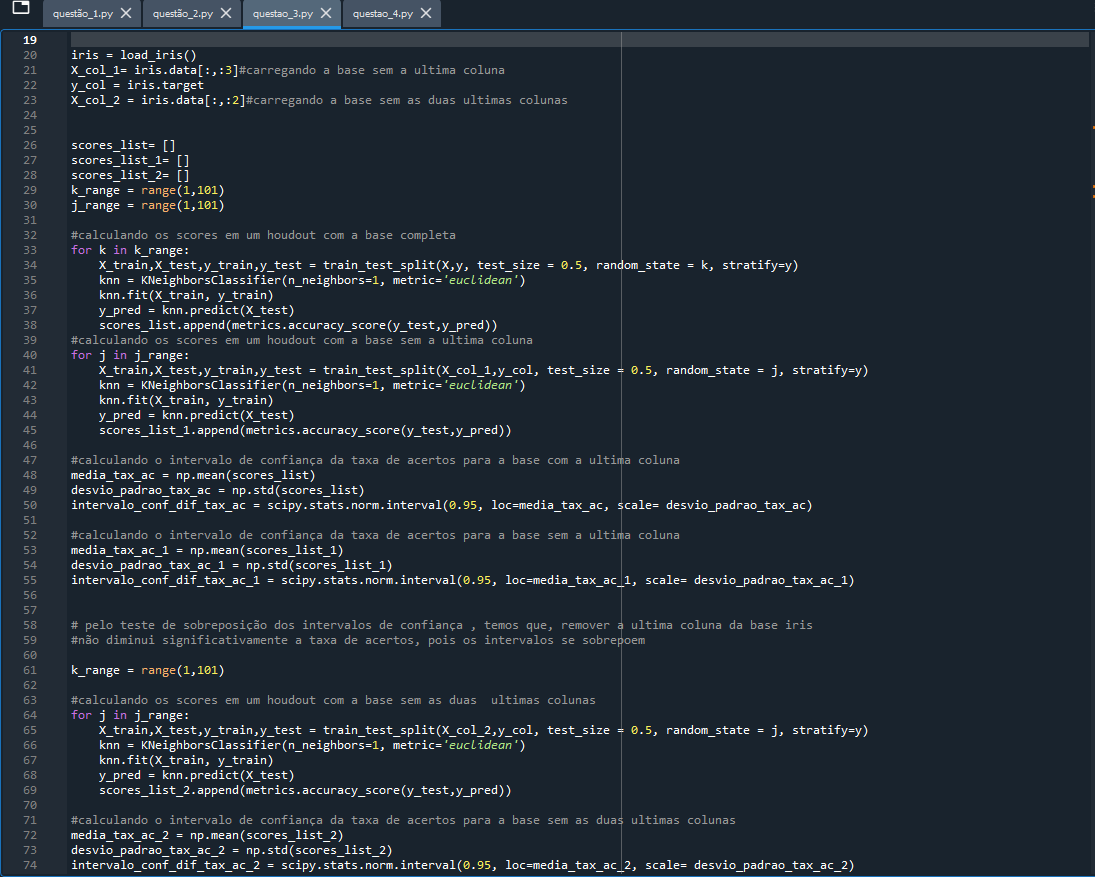 questão_1.py questão_2.py questao_3.py questao_4.py
19
20 iris = load_iris()
21 X_col_1= iris.data[:,:3]#carregando a base sem a ultima coluna
22 y_col = iris.target
23 X_col_2 = iris.data[:,:2]#carregando a base sem as duas ultimas colunas
24
25
26 scores_list= []
27 scores_list_1= []
28 scores_list_2= []
29 k_range = range(1,101)
30 j_range = range(1,101)
31
32 #calculando os scores em um houdout com a base completa
33 for k in k_range:
34     X_train,X_test,y_train,y_test = train_test_split(X,y, test_size = 0.5, random_state = k, stratify=y)
35     knn = KNeighborsClassifier(n_neighbors=1, metric='euclidean')
36     knn.fit(X_train, y_train)
37     y_pred = knn.predict(X_test)
38     scores_list.append(metrics.accuracy_score(y_test,y_pred))
39 #calculando os scores em um houdout com a base sem a ultima coluna
40 for j in j_range:
41     X_train,X_test,y_train,y_test = train_test_split(X_col_1,y_col, test_size = 0.5, random_state = j, stratify=y)
42     knn = KNeighborsClassifier(n_neighbors=1, metric='euclidean')
43     knn.fit(X_train, y_train)
44     y_pred = knn.predict(X_test)
45     scores_list_1.append(metrics.accuracy_score(y_test,y_pred))
46
47 #calculando o intervalo de confiança da taxa de acertos para a base com a ultima coluna
48 media_tax_ac = np.mean(scores_list)
49 desvio_padrao_tax_ac = np.std(scores_list)
50 intervalo_conf_dif_tax_ac = scipy.stats.norm.interval(0.95, loc=media_tax_ac, scale= desvio_padrao_tax_ac)
51
52 #calculando o intervalo de confiança da taxa de acertos para a base sem a ultima coluna
53 media_tax_ac_1 = np.mean(scores_list_1)
54 desvio_padrao_tax_ac_1 = np.std(scores_list_1)
55 intervalo_conf_dif_tax_ac_1 = scipy.stats.norm.interval(0.95, loc=media_tax_ac_1, scale= desvio_padrao_tax_ac_1)
56
57
58 # pelo teste de sobreposição dos intervalos de confiança , temos que, remover a ultima coluna da base iris
59 #não diminui significativamente a taxa de acertos, pois os intervalos se sobrepoem
60
61 k_range = range(1,101)
62
63 #calculando os scores em um houdout com a base sem as duas  ultimas colunas
64 for j in j_range:
65     X_train,X_test,y_train,y_test = train_test_split(X_col_2,y_col, test_size = 0.5, random_state = j, stratify=y)
66     knn = KNeighborsClassifier(n_neighbors=1, metric='euclidean')
67     knn.fit(X_train, y_train)
68     y_pred = knn.predict(X_test)
69     scores_list_2.append(metrics.accuracy_score(y_test,y_pred))
70
71 #calculando o intervalo de confiança da taxa de acertos para a base sem as duas ultimas colunas
72 media_tax_ac_2 = np.mean(scores_list_2)
73 desvio_padrao_tax_ac_2 = np.std(scores_list_2)
74 intervalo_conf_dif_tax_ac_2 = scipy.stats.norm.interval(0.95, loc=media_tax_ac_2, scale= desvio_padrao_tax_ac_2)